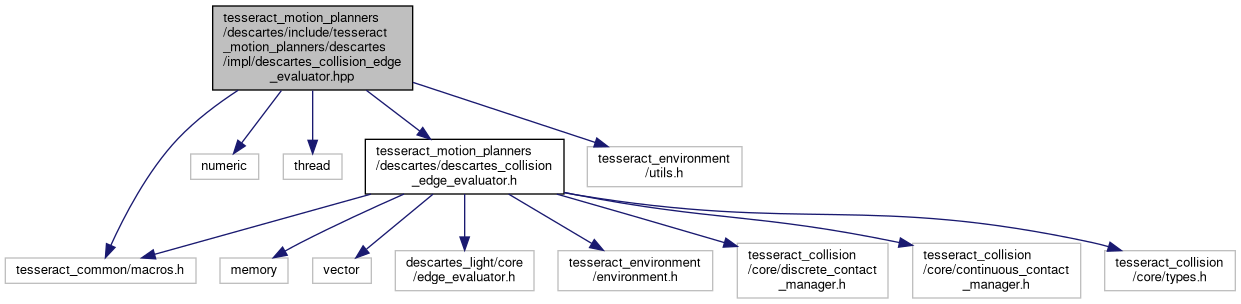 tesseract_motion_planners
/descartes/include/tesseract
_motion_planners/descartes
/impl/descartes_collision_edge
_evaluator.hpp
numeric
thread
tesseract_motion_planners
/descartes/descartes_collision
_edge_evaluator.h
tesseract_environment
/utils.h
tesseract_common/macros.h
memory
vector
descartes_light/core
/edge_evaluator.h
tesseract_environment
/environment.h
tesseract_collision
/core/discrete_contact
_manager.h
tesseract_collision
/core/continuous_contact
_manager.h
tesseract_collision
/core/types.h